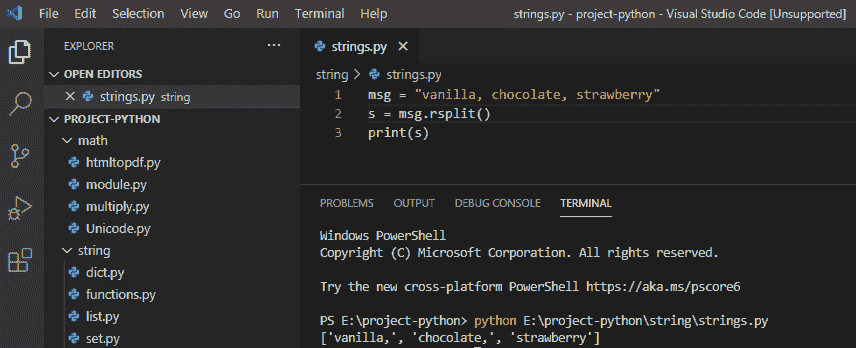 File Edit Selection View Go Run Terminal Help strings.py - project-python - Visual Studio Code [Unsupported]
EXPLORER ...
OPEN EDITORS
strings.py string
PROJECT-PYTHON
math
htmltopdf.py
module.py
multiply.py
Unicode.py
string
dict.py
functions.py
list.py
set.py
strings.py
string > strings.py
1 msg = "vanilla, chocolate, strawberry"
2 s = msg.rsplit()
3 print(s)
PROBLEMS OUTPUT DEBUG CONSOLE TERMINAL
Windows PowerShell
Copyright (C) Microsoft Corporation. All rights reserved.
Try the new cross-platform PowerShell https://aka.ms/pscore6
PS E:\project-python> python E:\project-python\string\strings.py
['vanilla,', 'chocolate,', 'strawberry']